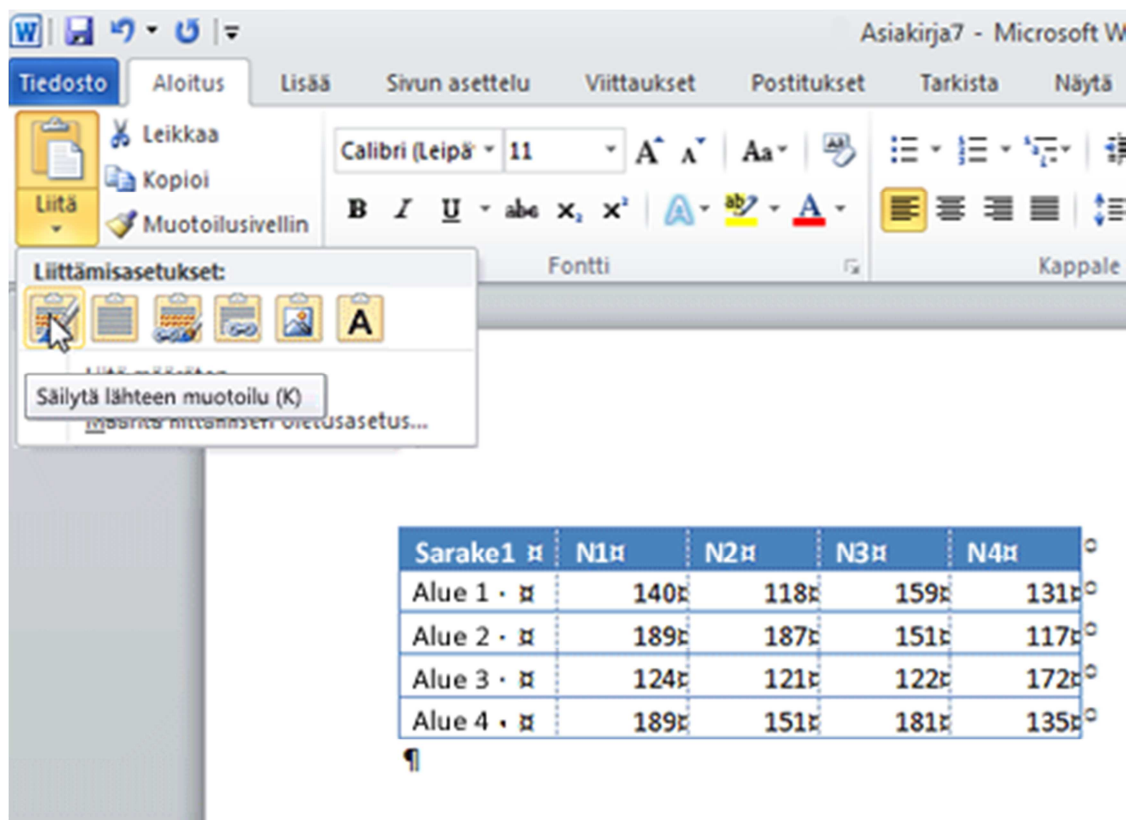 Asiakirja7 - Microsoft W
Tiedosto Aloitus Lisää Sivun asettelu Viittaukset Postitukset Tarkista Näytä
Liitä
Leikkaa
Kopioi
Muotoilusivellin
Calibri (Leipä 11
Fontti
Kappale
Liittämisasetukset:
Säilytä lähteen muotoilu (K)
Sarake1 ¤ N1¤ N2¤ N3¤ N4¤
Alue 1 · ¤ 140¤ 118¤ 159¤ 131¤
Alue 2 · ¤ 189¤ 187¤ 151¤ 117¤
Alue 3 · ¤ 124¤ 121¤ 122¤ 172¤
Alue 4 · ¤ 189¤ 151¤ 181¤ 135¤
¶